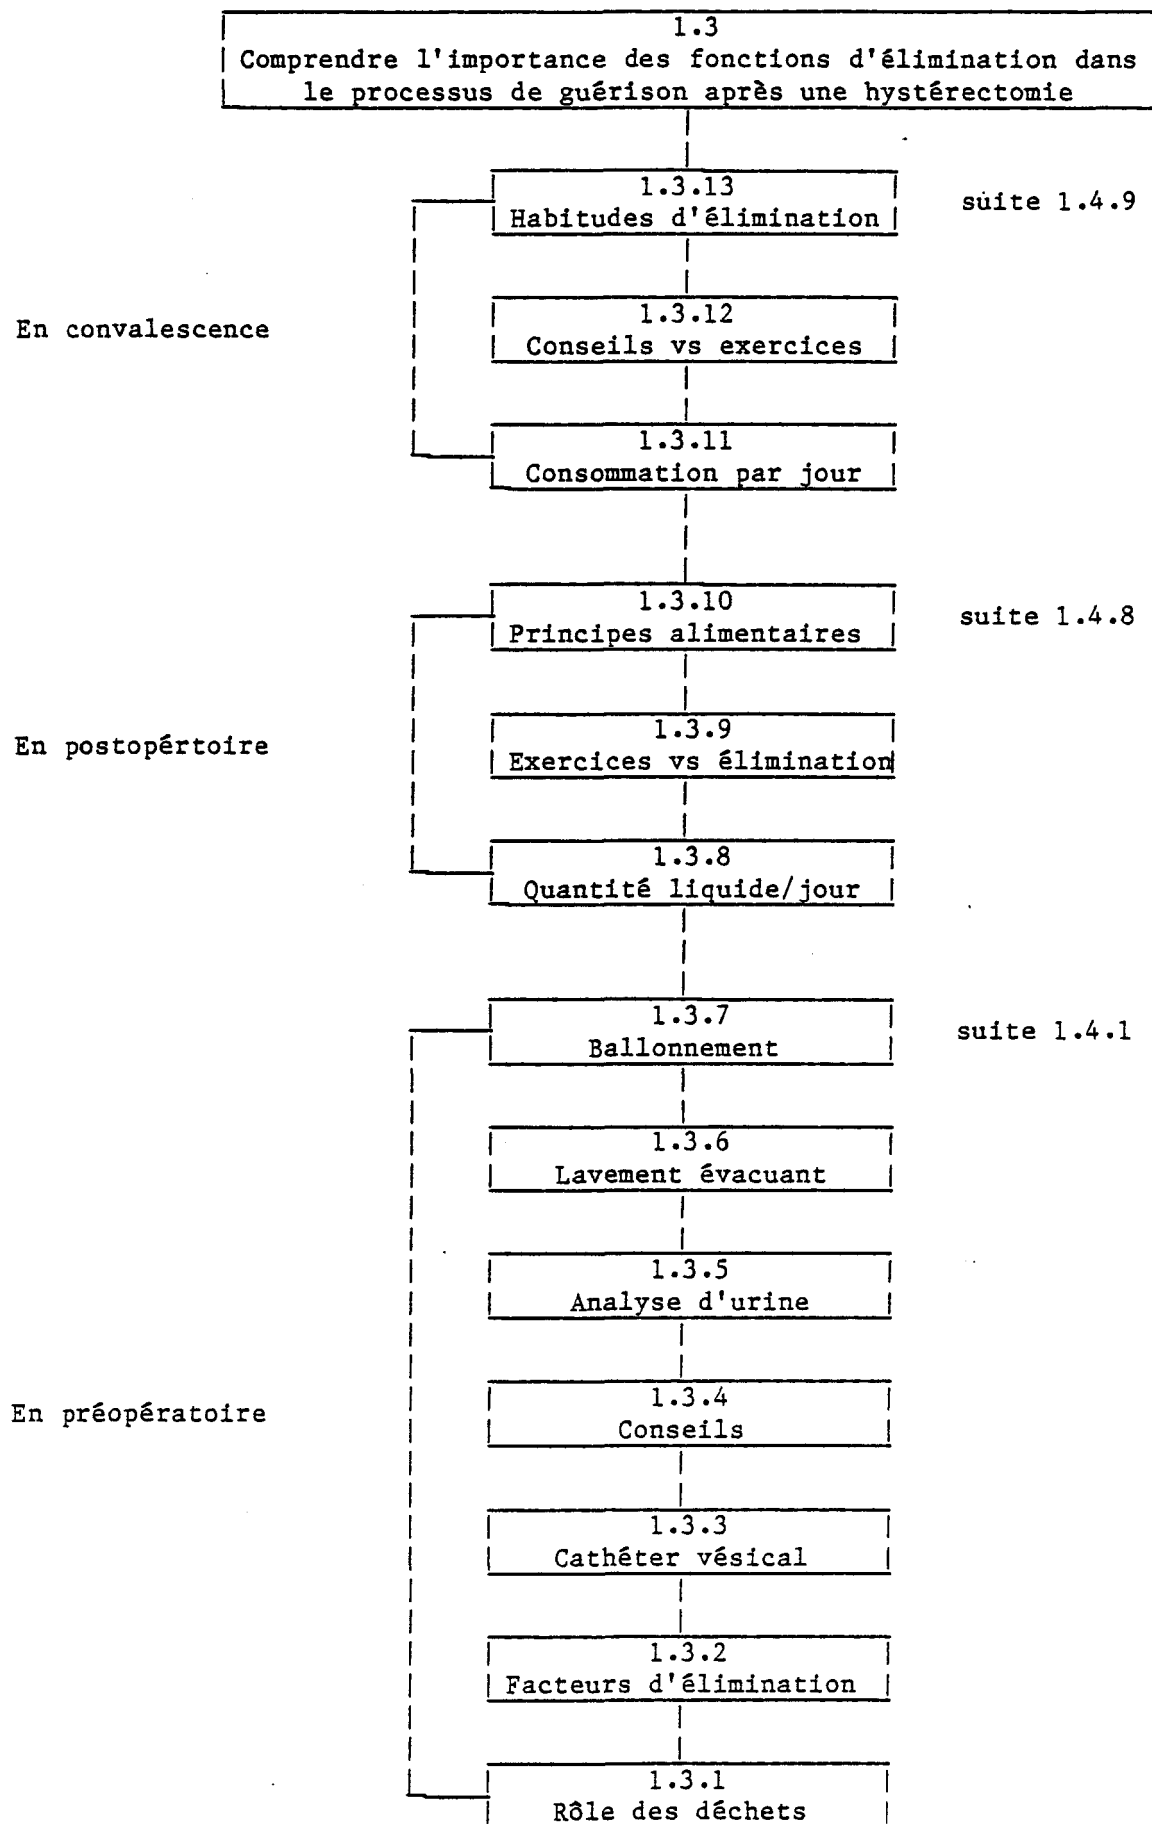 1.3
Comprendre l'importance des fonctions d'élimination dans
le processus de guérison après une hystérectomie
1.3.13
Habitudes d'élimination
suite 1.4.9
1.3.12
En convalescence
Conseils vs exercices
1.3.11
Consommation par jour
1.3.10
Principes alimentaires
suite 1.4.8
1.3.9
En postopértoire
Exercices vs élimination
1.3.8
Quantité liquide/jour
1.3.7
Ballonnement
suite 1.4.1
1.3.6
Lavement évacuant
1.3.5
Analyse d'urine
1.3.4
En préopératoire
Conseils
1.3.3
Cathéter vésical
1.3.2
Facteurs d'élimination
1.3.1
Rôle des déchets